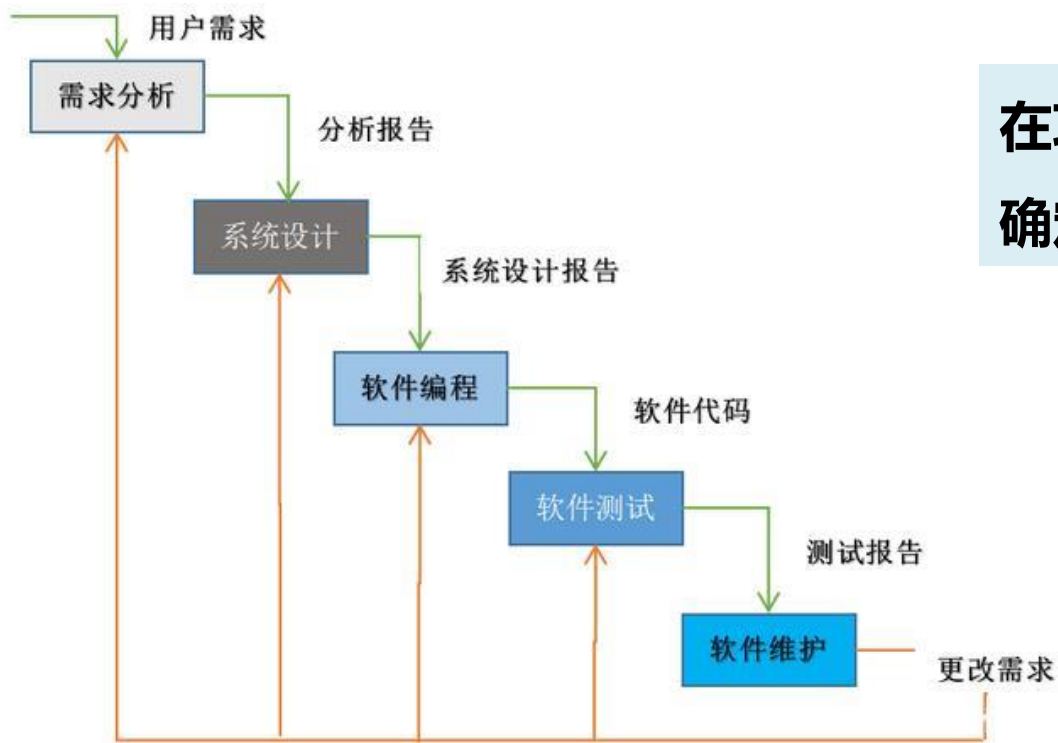 用户需求
需求分析
分析报告
在
确
系统设计
系统设计报告
软件编程
软件代码
软件测试
测试报告
软件维护
更改需求